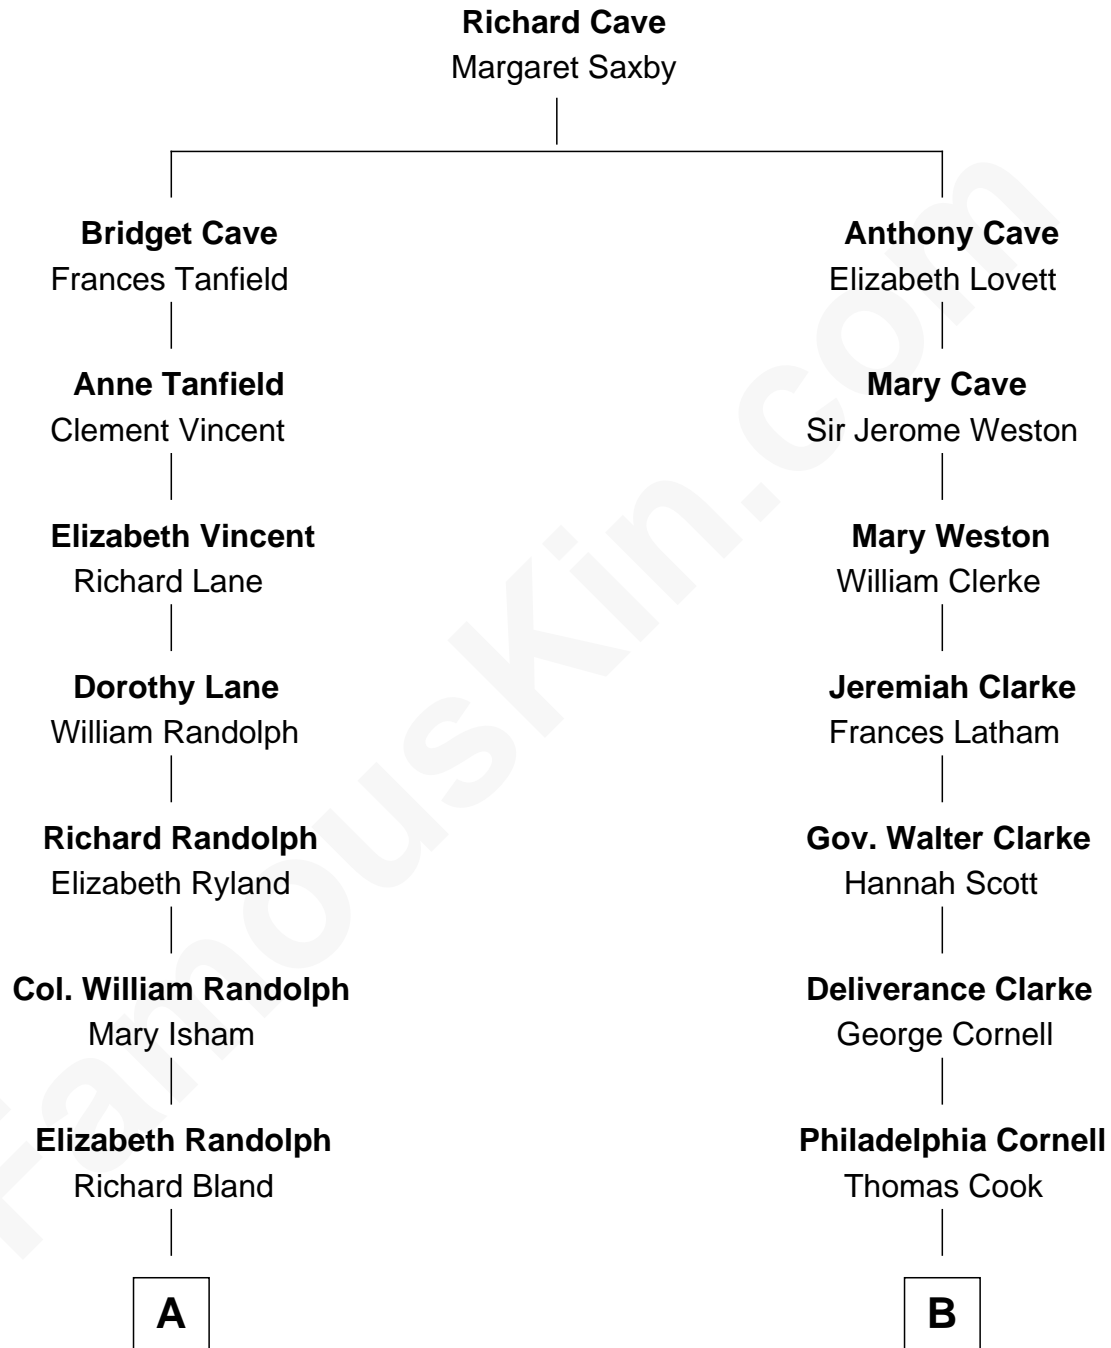 Richard Cave
Margaret Saxby
Bridget Cave
Frances Tanfield
Anthony Cave
Elizabeth Lovett
Anne Tanfield
Clement Vincent
Mary Cave
Sir Jerome Weston
Elizabeth Vincent
Richard Lane
Mary Weston
William Clerke
Dorothy Lane
William Randolph
Jeremiah Clarke
Frances Latham
Richard Randolph
Elizabeth Ryland
Gov. Walter Clarke
Hannah Scott
Col. William Randolph
Mary Isham
Deliverance Clarke
George Cornell
Elizabeth Randolph
Richard Bland
Philadelphia Cornell
Thomas Cook
A
B
FamousKin.com